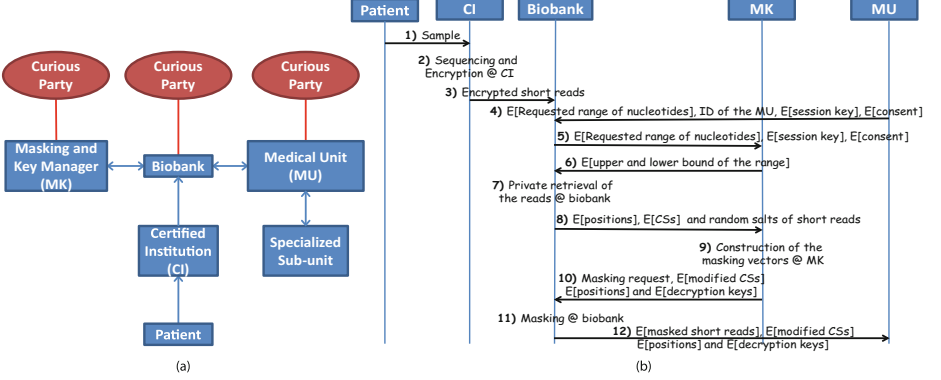 Curious
Party
Curious
Party
Curious
Party
Masking and
Key Manager
(MK)
Biobank
Medical Unit
(MU)
Certified
Institution
(CI)
Specialized
Sub-unit
Patient
(a)
Patient
CI
Biobank
MK
MU
1) Sample
2) Sequencing and
Encryption @ CI
3) Encrypted short reads
4) E[Requested range of nucleotides], ID of the MU, E[session key], E[consent]
5) E[Requested range of nucleotides], E[session key], E[consent]
6) E[upper and lower bound of the range]
7) Private retrieval of
the reads @ biobank
8) E[positions], E[CSs] and random salts of short reads
9) Construction of the
masking vectors @ MK
10) Masking request, E[modified CSs]
E[positions] and E[decryption keys]
11) Masking @ biobank
12) E[masked short reads], E[modified CSs]
E[positions] and E[decryption keys]
(b)